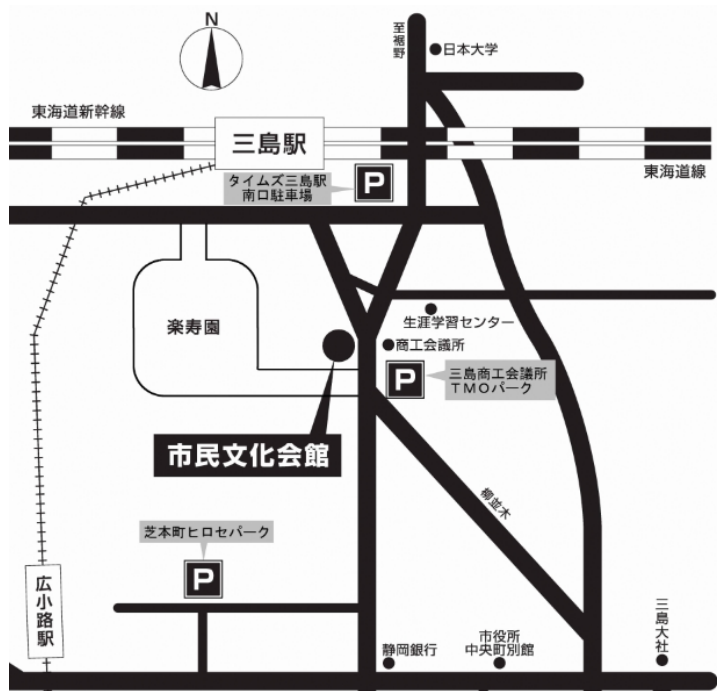 N
至裾野
日本大学
東海道新幹線
三島駅
東海道線
タイムズ三島駅
南口駐車場
P
楽寿園
生涯学習センター
商工会議所
P
三島商工会議所
TMOパーク
市民文化会館
柳並木
芝本町ヒロセパーク
P
広小路駅
静岡銀行
市役所
中央町別館
三島大社